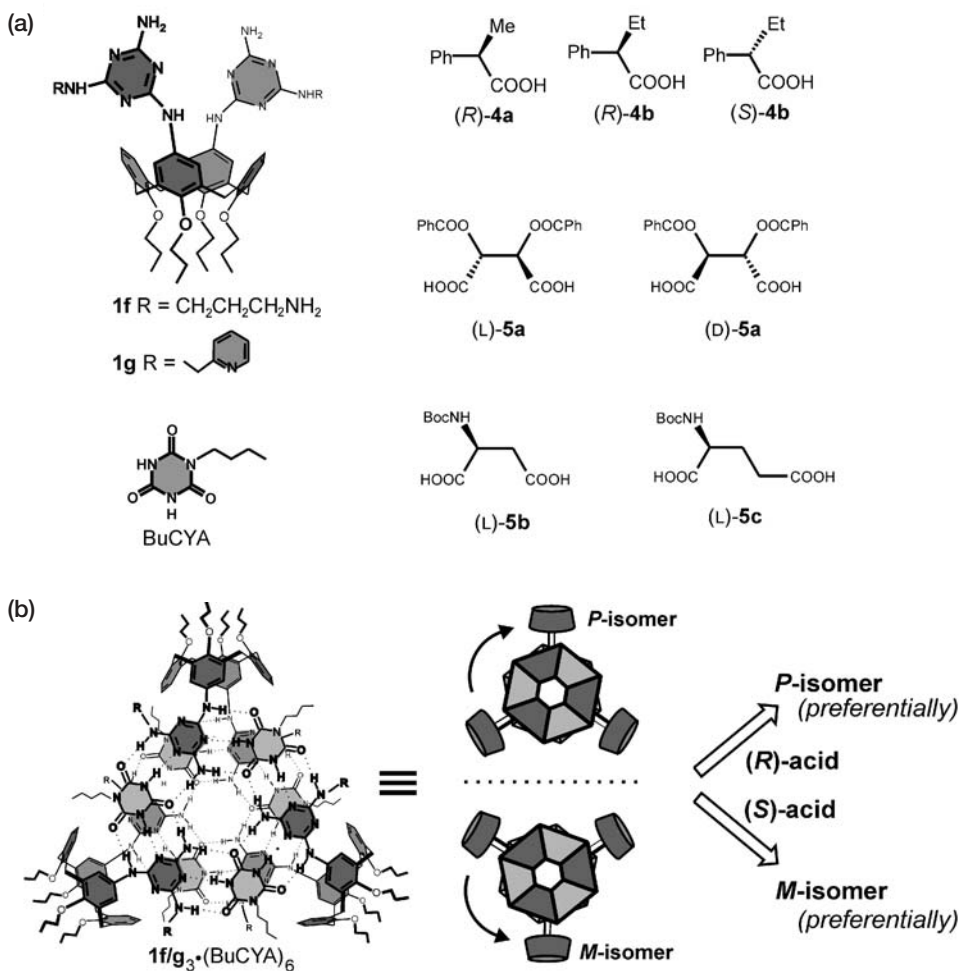 (a)
NH₂
NH₂
N
N
N
N
N
N
RNH
NHR
NH
HN
O
O
O
O
1f R = CH₂CH₂CH₂NH₂
1g R =
N
O
HN
N
O
N
O
H
BuCYA
Me
Ph
COOH
(R)-4a
Et
Ph
COOH
(R)-4b
Et
Ph
COOH
(S)-4b
PhCOO
OOCPh
HOOC
COOH
(L)-5a
PhCOO
OOCPh
HOOC
COOH
(D)-5a
BocNH
HOOC
COOH
(L)-5b
BocNH
HOOC
COOH
(L)-5c
(b)
1f/g₃•(BuCYA)₆
P-isomer
M-isomer
P-isomer
(preferentially)
(R)-acid
(S)-acid
M-isomer
(preferentially)